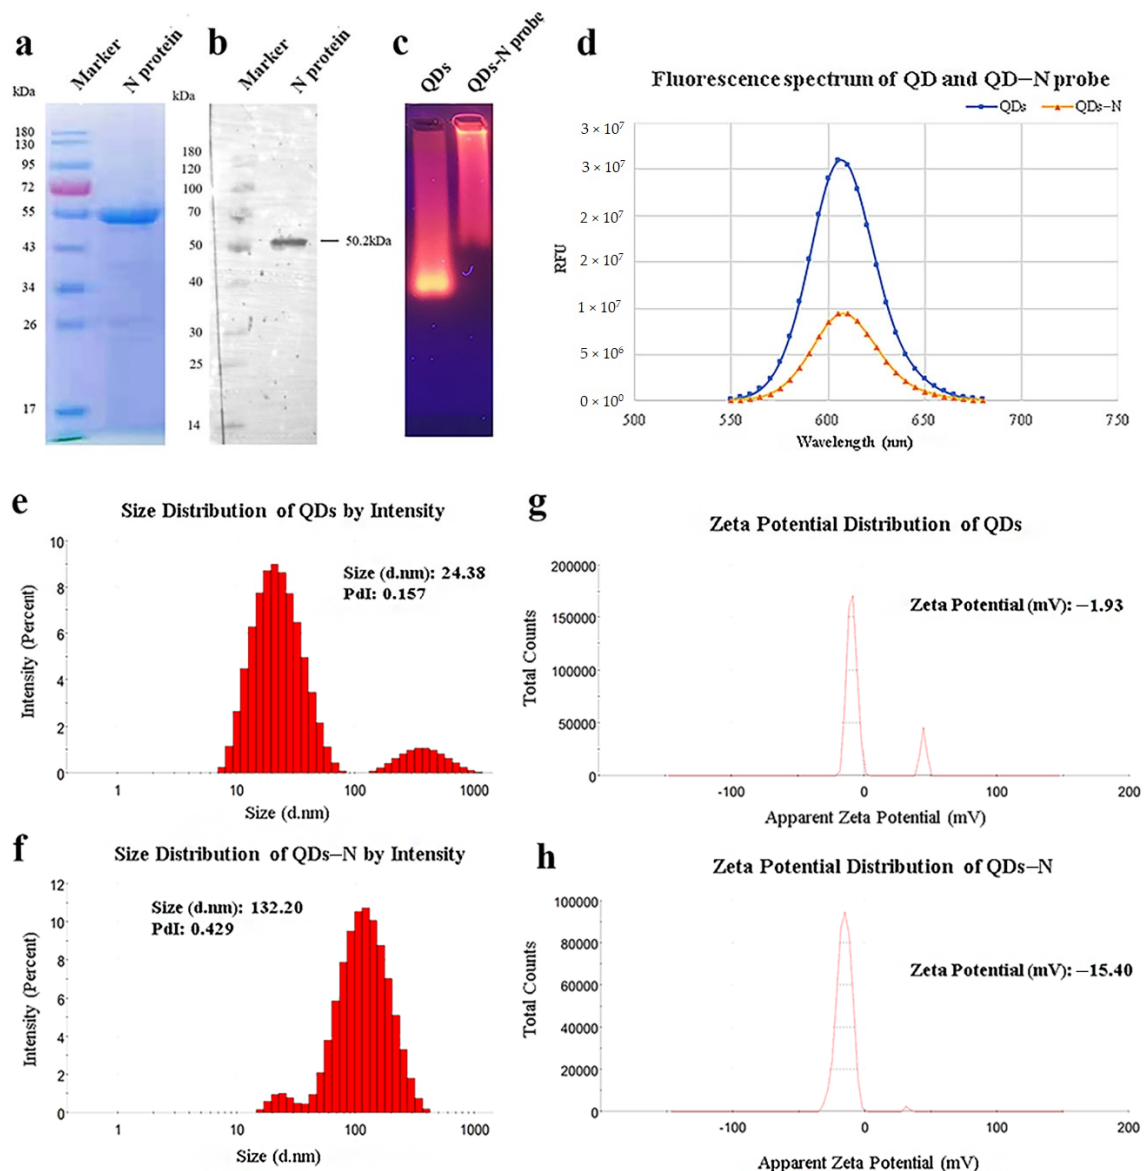 a
Marker
N protein
kDa
180
130
95
72
55
43
34
26
17
b
Marker
N protein
kDa
180
120
100
70
50
40
30
25
14
50.2kDa
c
QDs
QDs-N probe
d
Fluorescence spectrum of QD and QD–N probe
QDs
QDs–N
3 × 10⁷
3 × 10⁷
2 × 10⁷
2 × 10⁷
1 × 10⁷
5 × 10⁶
0 × 10⁰
RFU
500 550 600 650 700 750
Wavelength (nm)
e
Size Distribution of QDs by Intensity
Size (d.nm): 24.38
PdI: 0.157
10
8
6
4
2
0
Intensity (Percent)
1 10 100 1000
Size (d.nm)
g
Zeta Potential Distribution of QDs
Zeta Potential (mV): −1.93
200000
150000
100000
50000
0
Total Counts
-100 0 100 200
Apparent Zeta Potential (mV)
f
Size Distribution of QDs–N by Intensity
Size (d.nm): 132.20
PdI: 0.429
12
10
8
6
4
2
0
Intensity (Percent)
1 10 100 1000
Size (d.nm)
h
Zeta Potential Distribution of QDs–N
Zeta Potential (mV): −15.40
100000
80000
60000
40000
20000
0
Total Counts
-100 0 100 200
Apparent Zeta Potential (mV)